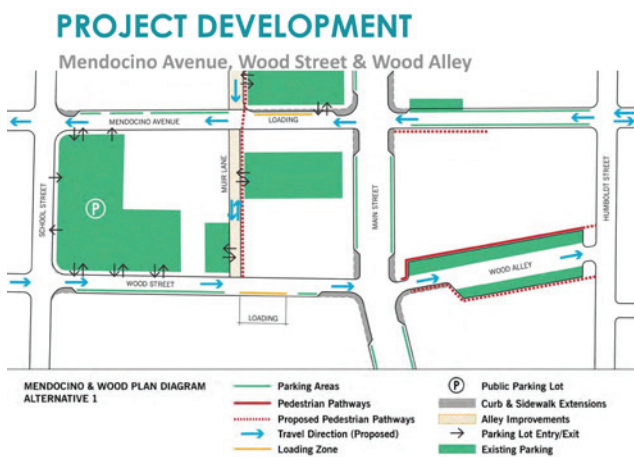 PROJECT DEVELOPMENT
Mendocino Avenue, Wood Street & Wood Alley
MENDOCINO AVENUE
LOADING
SCHOOL STREET
P
MUIR LANE
MAIN STREET
HUMBOLDT STREET
WOOD ALLEY
WOOD STREET
LOADING
MENDOCINO & WOOD PLAN DIAGRAM
ALTERNATIVE 1
Parking Areas
Pedestrian Pathways
Proposed Pedestrian Pathways
Travel Direction (Proposed)
Loading Zone
P Public Parking Lot
Curb & Sidewalk Extensions
Alley Improvements
Parking Lot Entry/Exit
Existing Parking